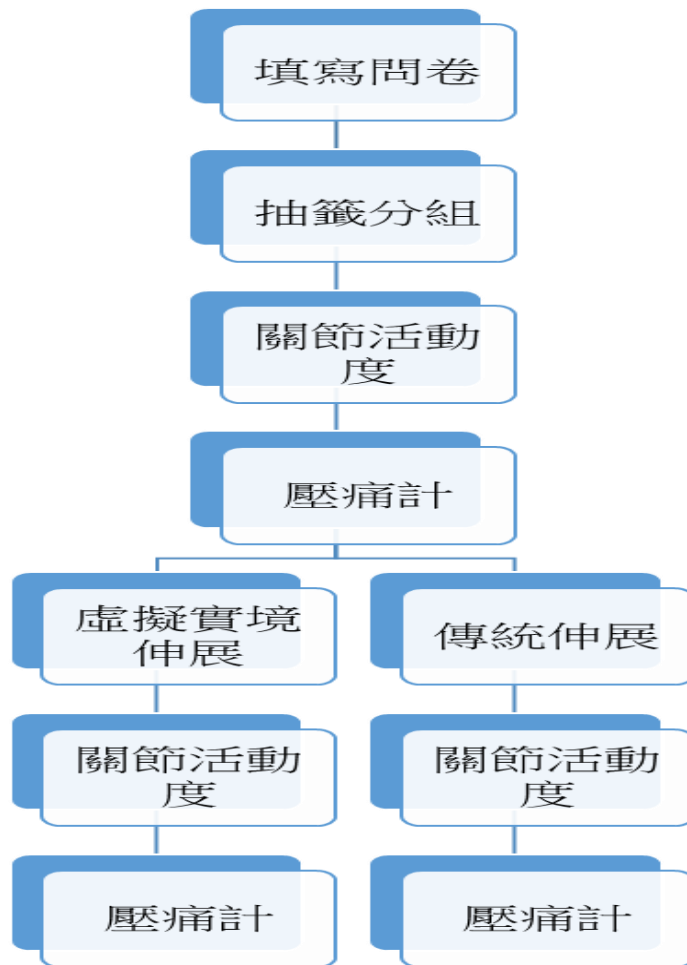 填寫問卷
抽籤分組
關節活動
度
壓痛計
虛擬實境
伸展
傳統伸展
關節活動
度
關節活動
度
壓痛計
壓痛計